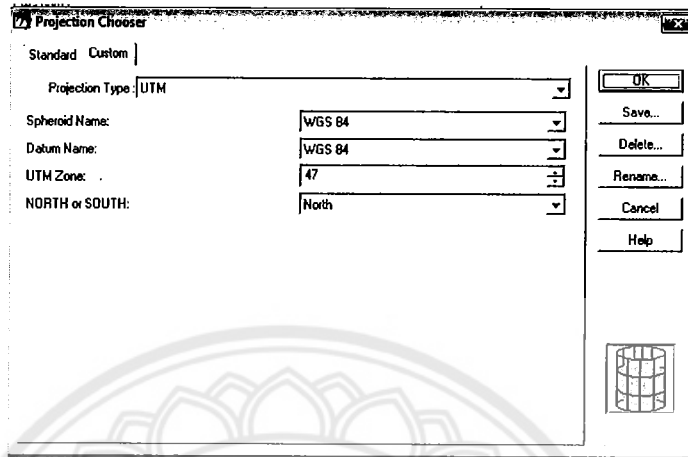 Projection Chooser
Standard Custom
Projection Type: UTM
OK
Spheroid Name: WGS 84
Save...
Datum Name: WGS 84
Delete...
UTM Zone: 47
Rename...
NORTH or SOUTH: North
Cancel
Help